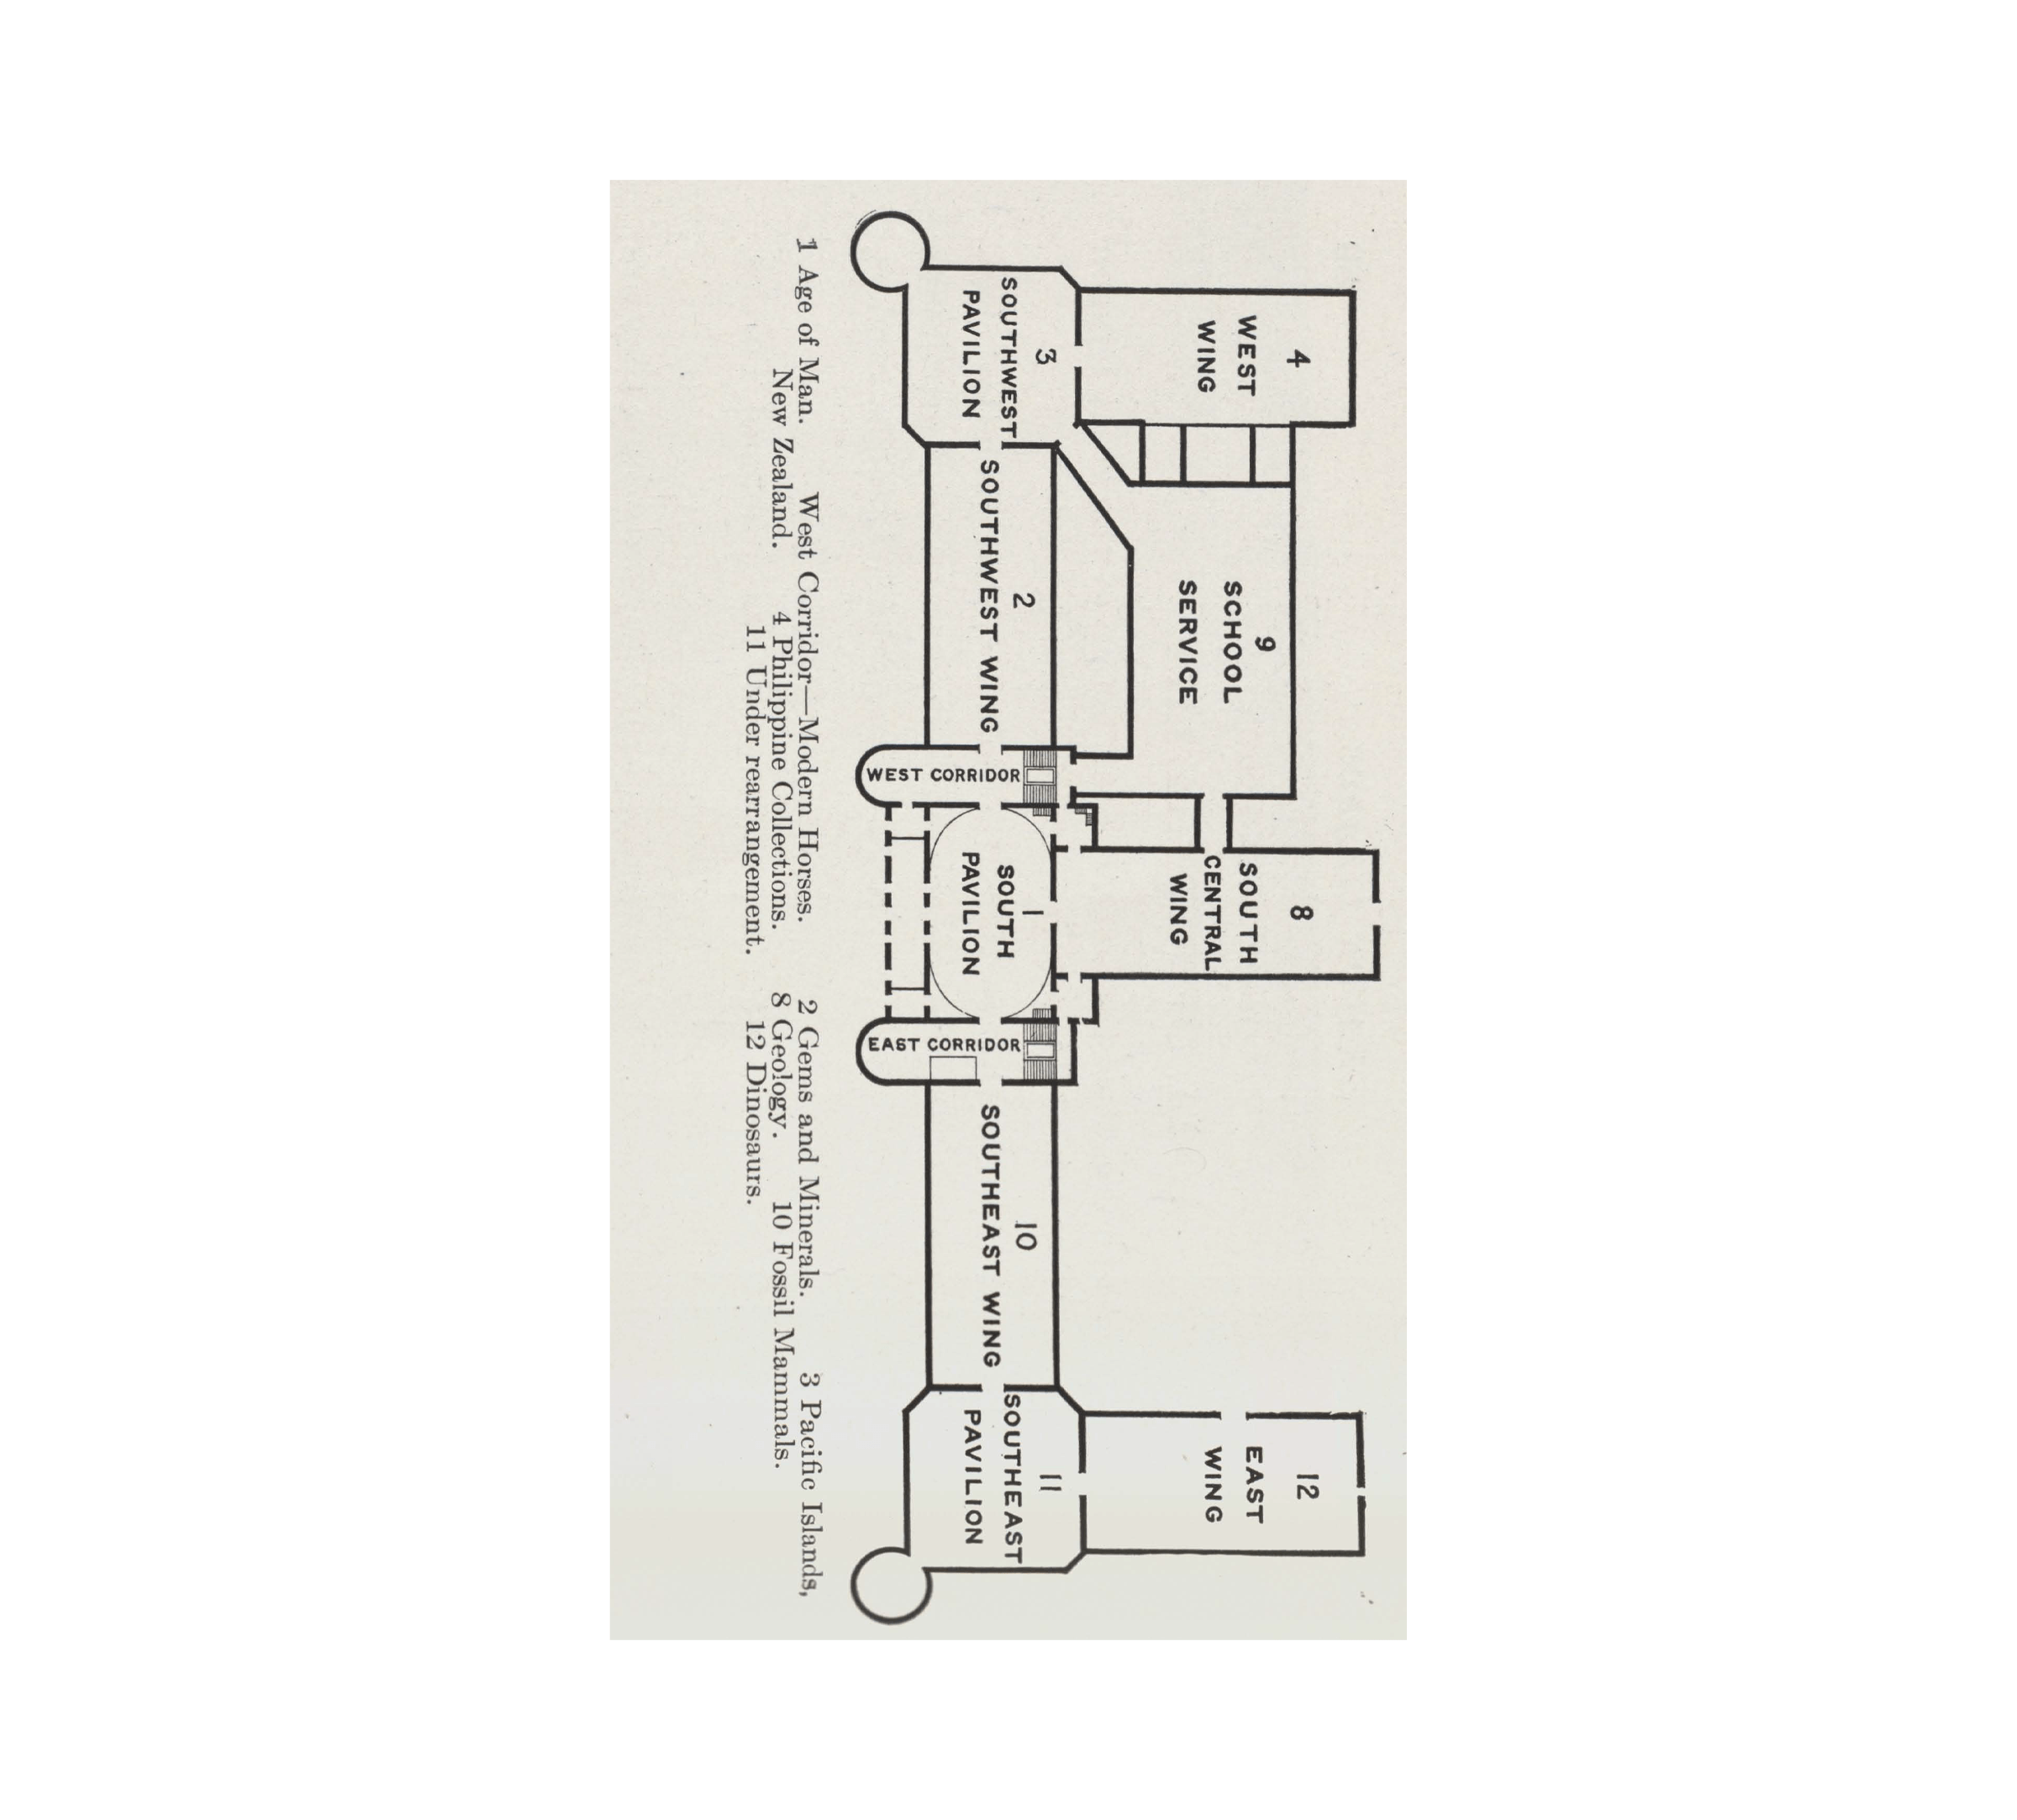 4
WEST
WING
9
SCHOOL
SERVICE
8
SOUTH
CENTRAL
WING
12
EAST
WING
3
SOUTHWEST
PAVILION
2
SOUTHWEST WING
WEST CORRIDOR
1
SOUTH
PAVILION
EAST CORRIDOR
10
SOUTHEAST WING
11
SOUTHEAST
PAVILION
1 Age of Man. West Corridor—Modern Horses. 2 Gems and Minerals. 3 Pacific Islands,
New Zealand. 4 Philippine Collections. 8 Geology. 10 Fossil Mammals.
11 Under rearrangement. 12 Dinosaurs.